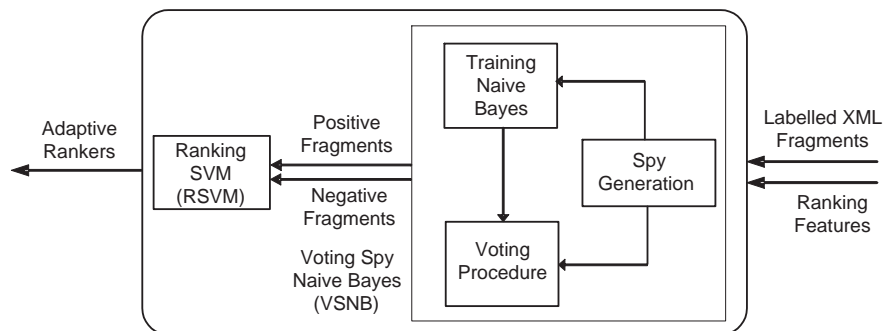 Adaptive
Rankers
Ranking
SVM
(RSVM)
Positive
Fragments
Negative
Fragments
Voting Spy
Naive Bayes
(VSNB)
Training
Naive
Bayes
Spy
Generation
Voting
Procedure
Labelled XML
Fragments
Ranking
Features